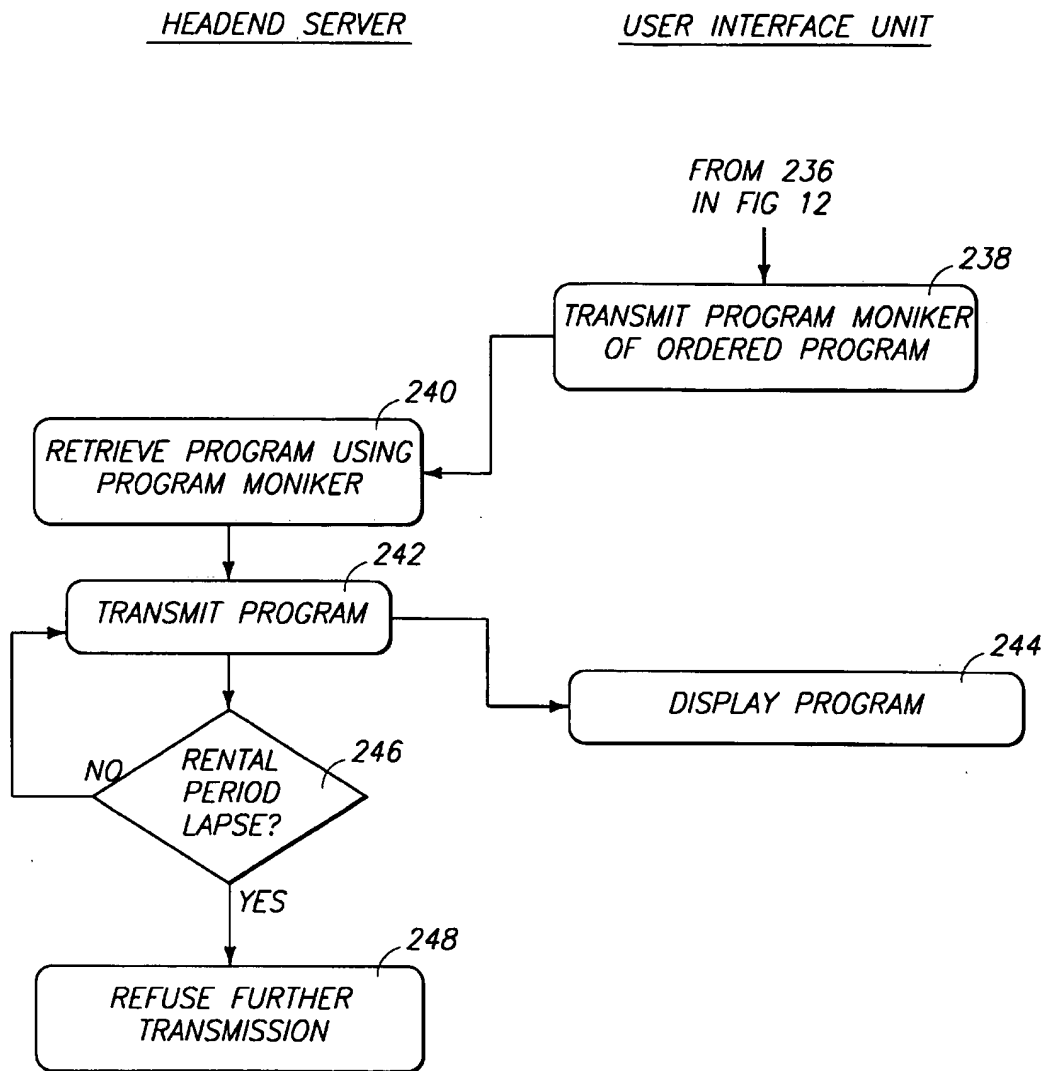 HEADEND SERVER
USER INTERFACE UNIT
FROM 236
IN FIG 12
238
TRANSMIT PROGRAM MONIKER
OF ORDERED PROGRAM
240
RETRIEVE PROGRAM USING
PROGRAM MONIKER
242
TRANSMIT PROGRAM
244
DISPLAY PROGRAM
NO
RENTAL
PERIOD
LAPSE?
246
YES
248
REFUSE FURTHER
TRANSMISSION